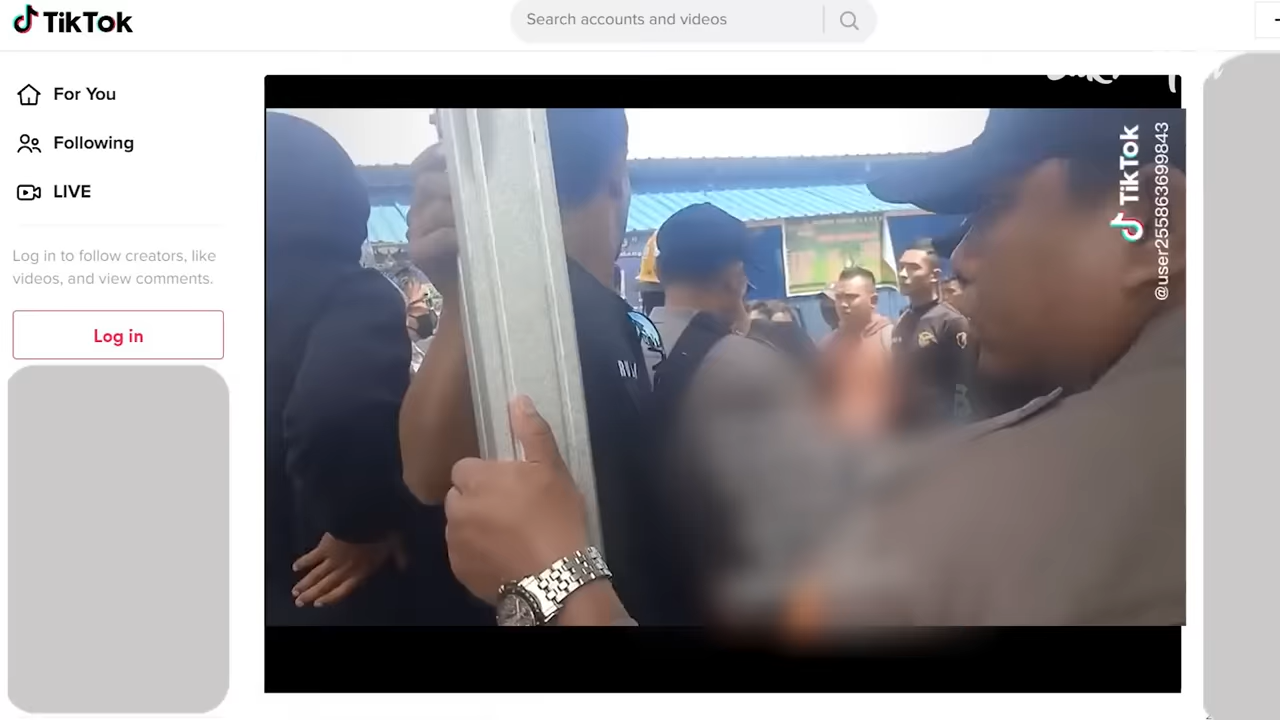 TikTok
Search accounts and videos
For You
Following
LIVE
Log in to follow creators, like
videos, and view comments.
Log in
TikTok
@user255863699843